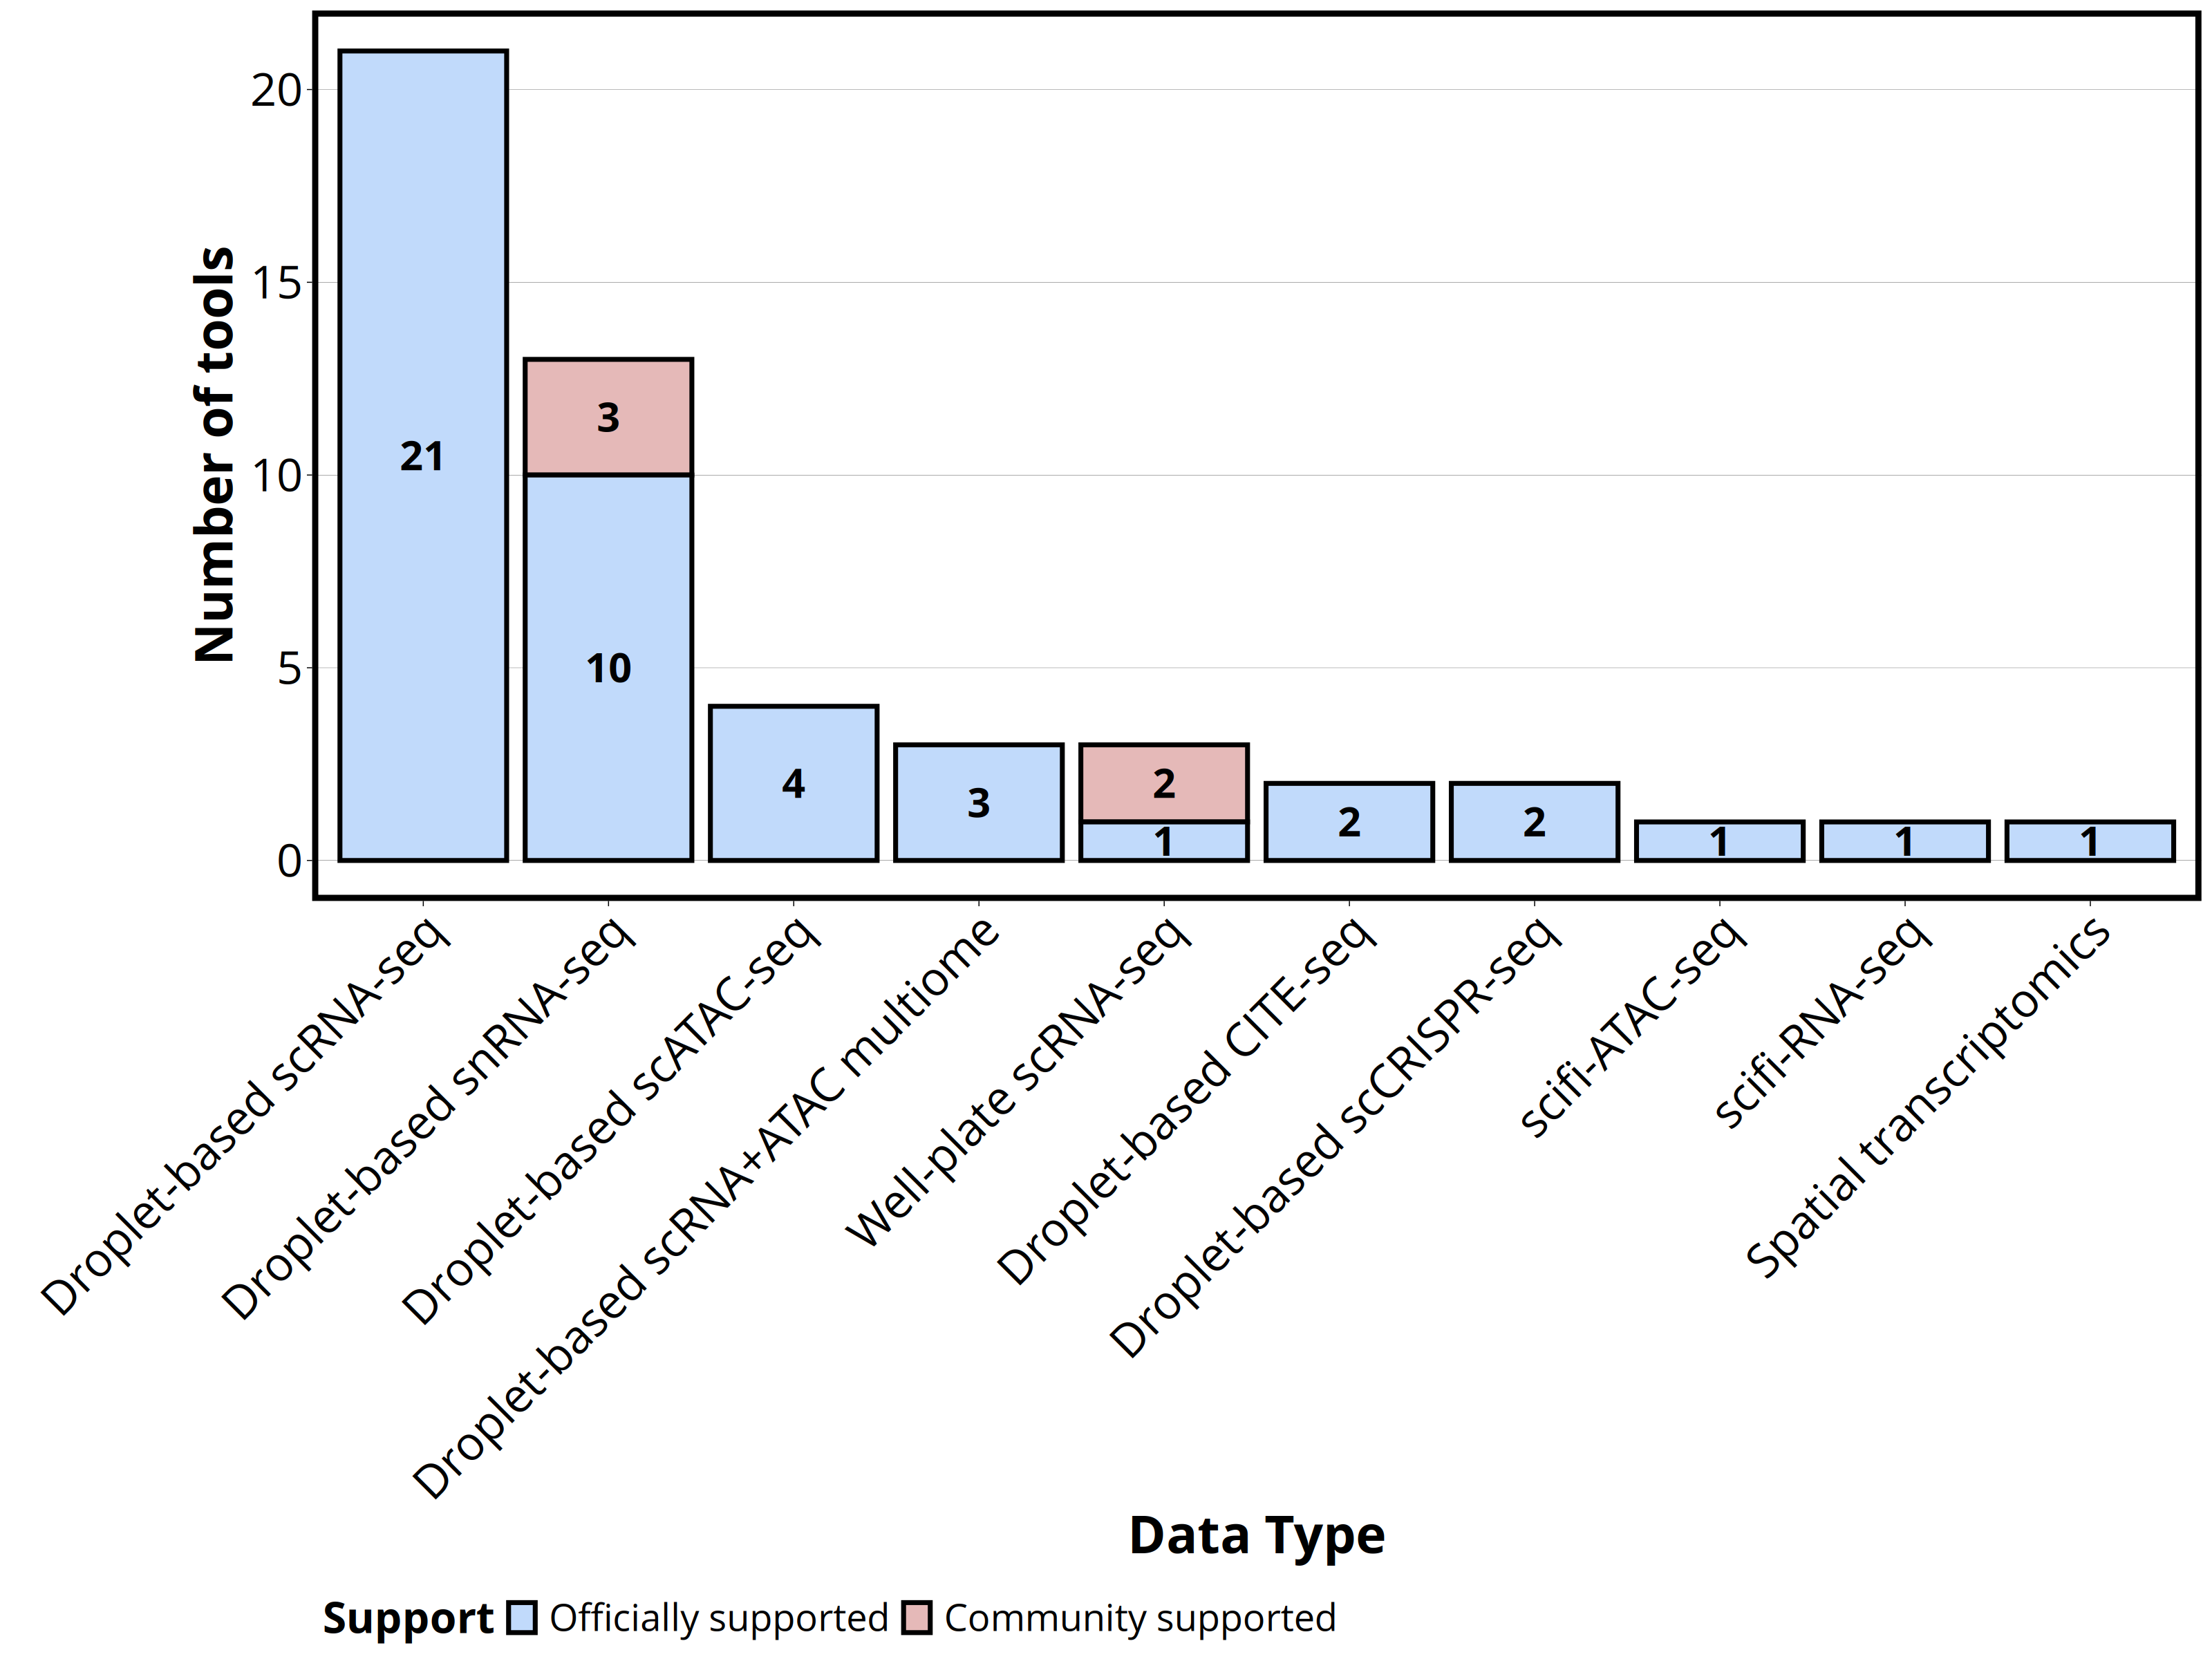 Number of tools
20
15
10
5
0
21
3
10
4
3
2
1
2
2
1
1
1
Droplet-based scRNA-seq
Droplet-based snRNA-seq
Droplet-based scATAC-seq
Droplet-based scRNA+ATAC multiome
Well-plate scRNA-seq
Droplet-based CITE-seq
Droplet-based scCRISPR-seq
scifi-ATAC-seq
scifi-RNA-seq
Spatial transcriptomics
Data Type
Support Officially supported Community supported